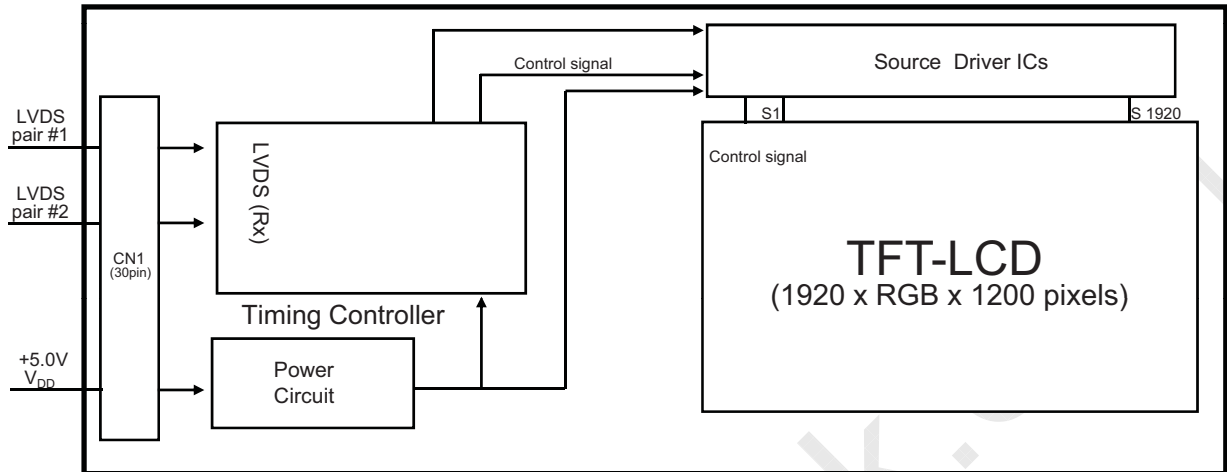 LVDS
pair #1
LVDS
pair #2
+5.0V
VDD
CN1
(30pin)
LVDS (Rx)
Timing Controller
Power
Circuit
Control signal
Source Driver ICs
S1
S 1920
Control signal
TFT-LCD
(1920 x RGB x 1200 pixels)